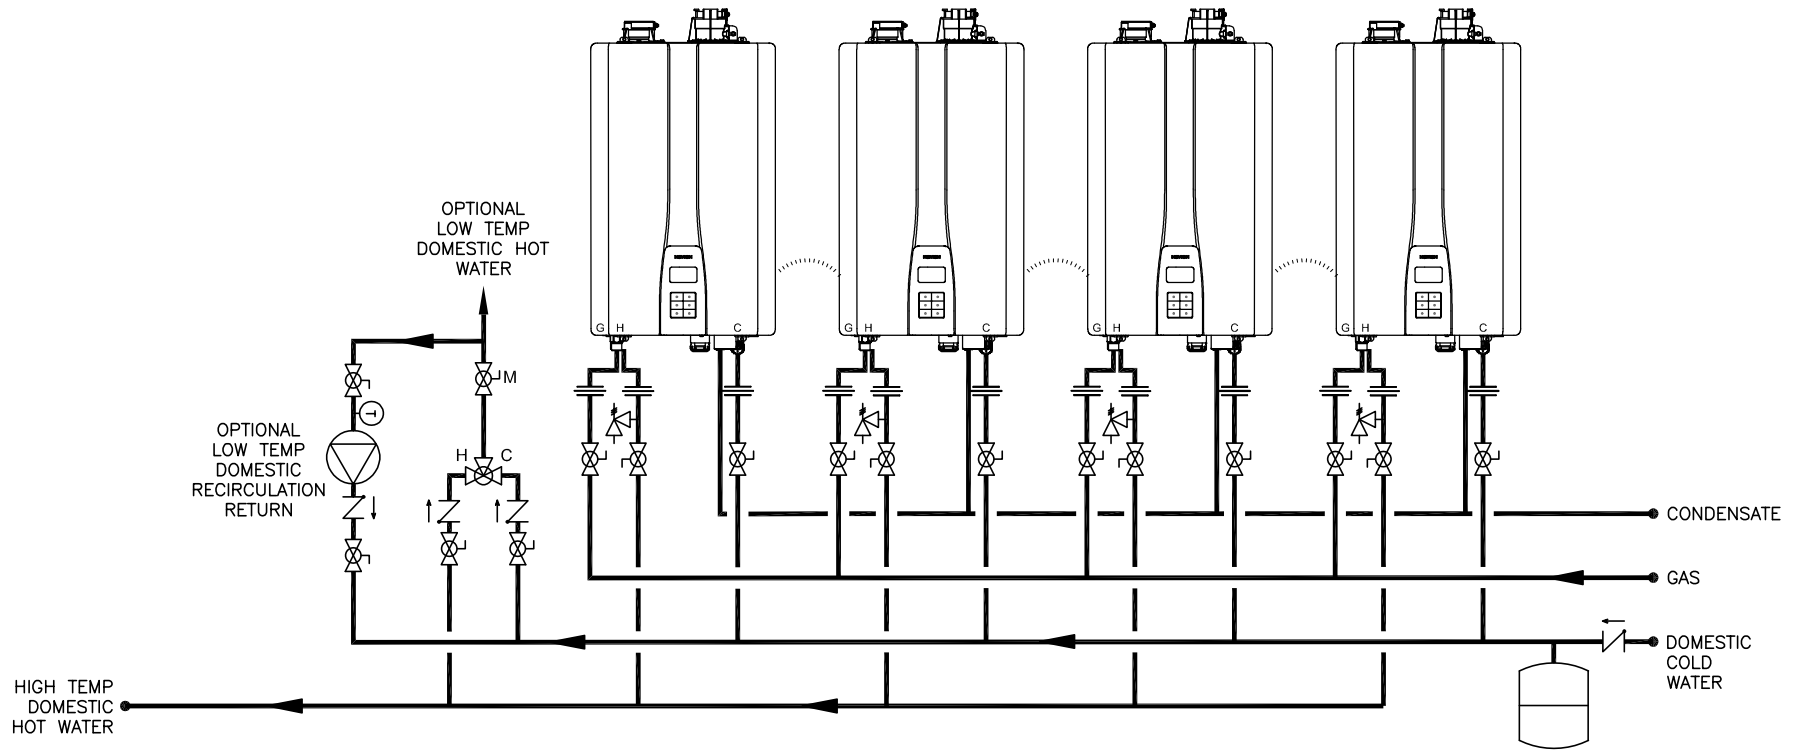 OPTIONAL
LOW TEMP
DOMESTIC HOT
WATER
G H C
G H C
G H C
G H C
M
T
OPTIONAL
LOW TEMP
DOMESTIC
RECIRCULATION
RETURN
H C
CONDENSATE
GAS
DOMESTIC
COLD
WATER
HIGH TEMP
DOMESTIC
HOT WATER